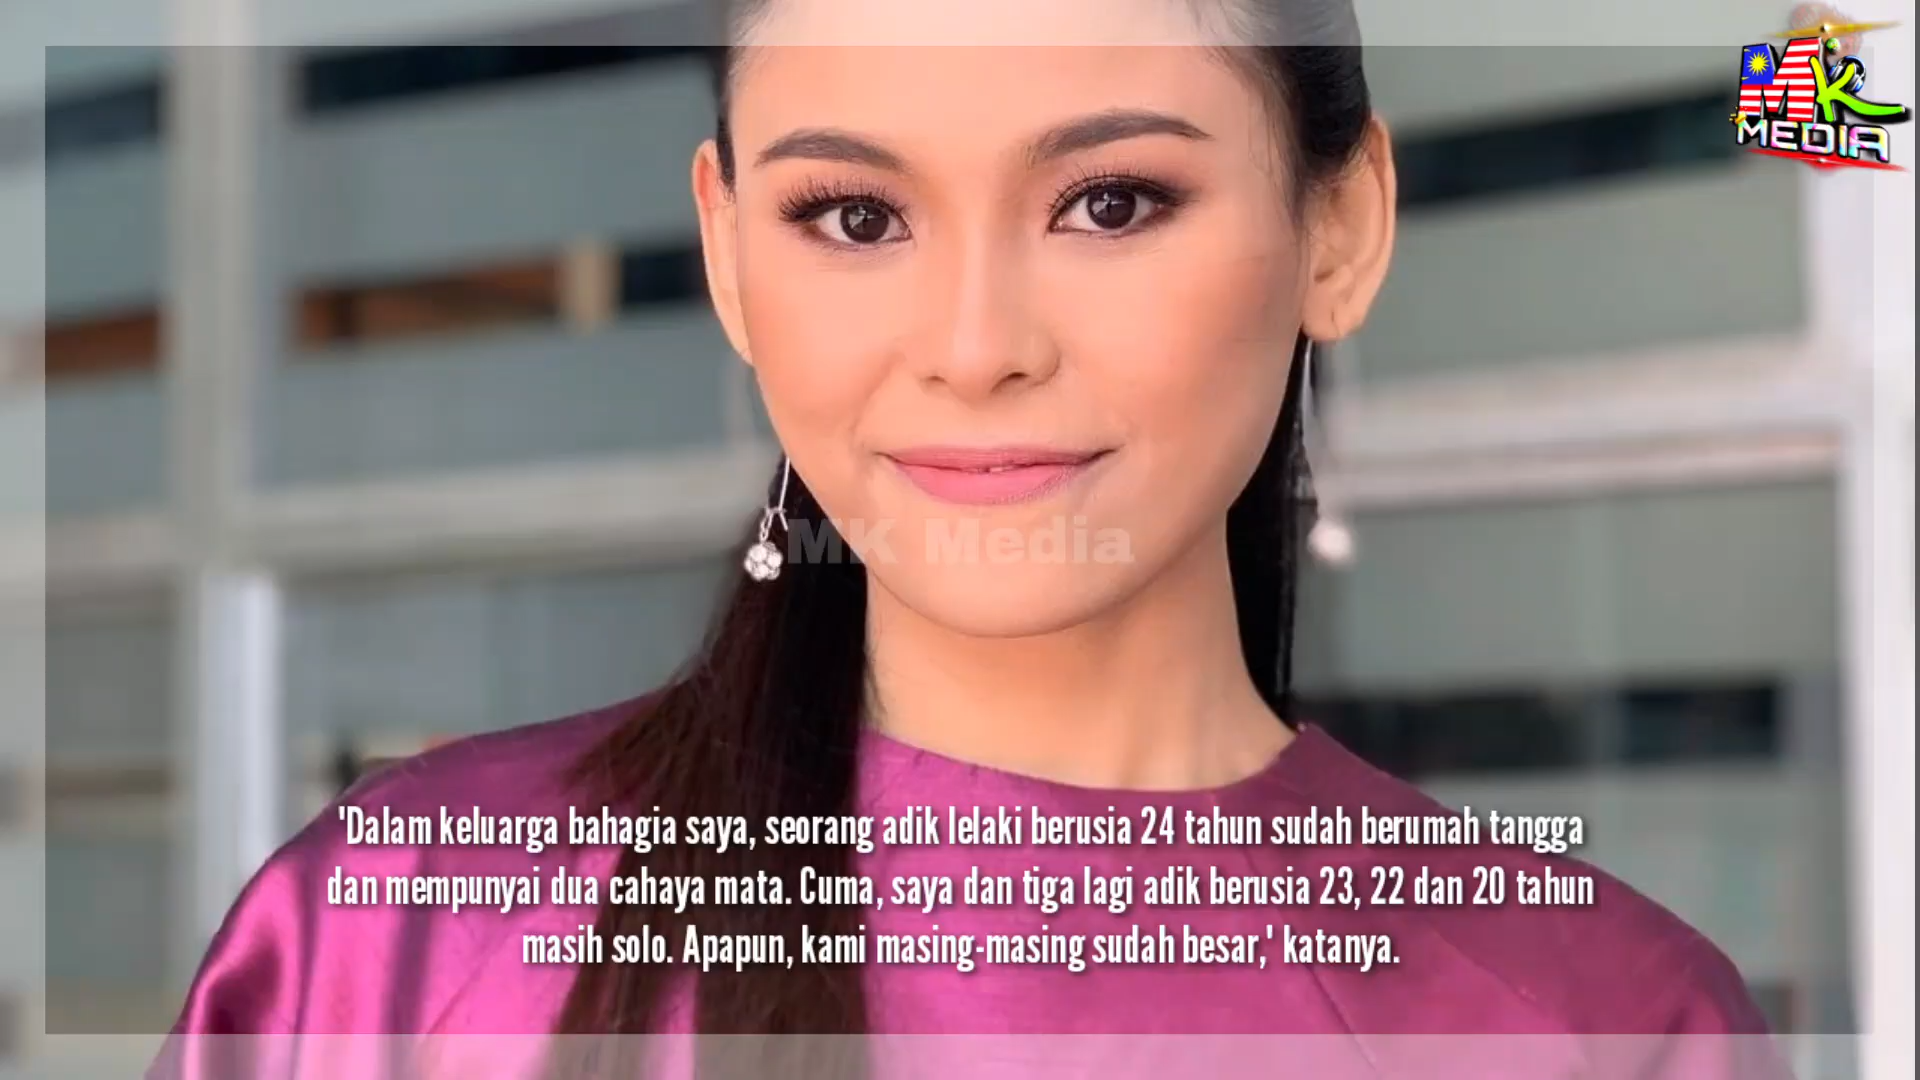 MK
MEDIA
MK Media
'Dalam keluarga bahagia saya, seorang adik lelaki berusia 24 tahun sudah berumah tangga
dan mempunyai dua cahaya mata. Cuma, saya dan tiga lagi adik berusia 23, 22 dan 20 tahun
masih solo. Apapun, kami masing-masing sudah besar,' katanya.